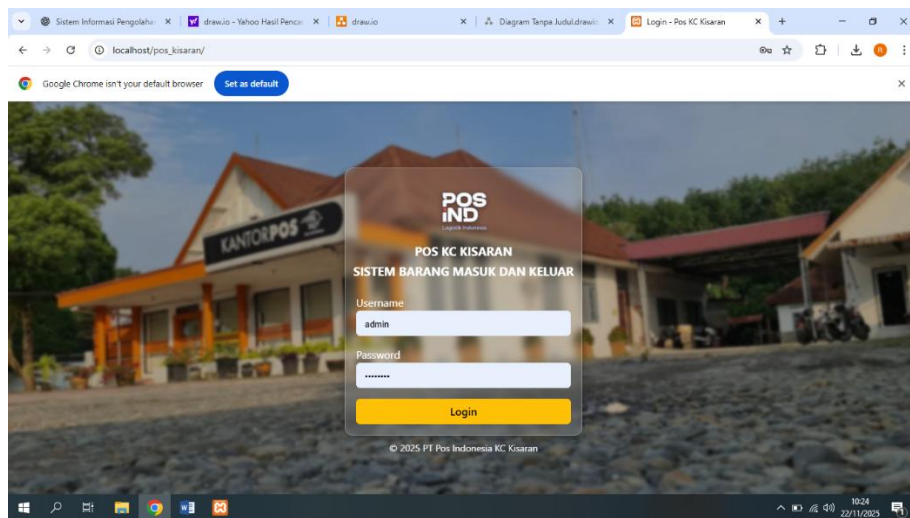 Sistem Informasi Pengolahan
draw.io - Yahoo Hasil Pencar
draw.io
Diagram Tanpa Judul.drawio
Login - Pos KC Kisaran
localhost/pos_kisaran/
R
Google Chrome isn't your default browser
Set as default
KANTORPOS
POS
IND
Logistik Indonesia
POS KC KISARAN
SISTEM BARANG MASUK DAN KELUAR
Username
admin
Password
........
Login
© 2025 PT Pos Indonesia KC Kisaran
10:24
22/11/2025